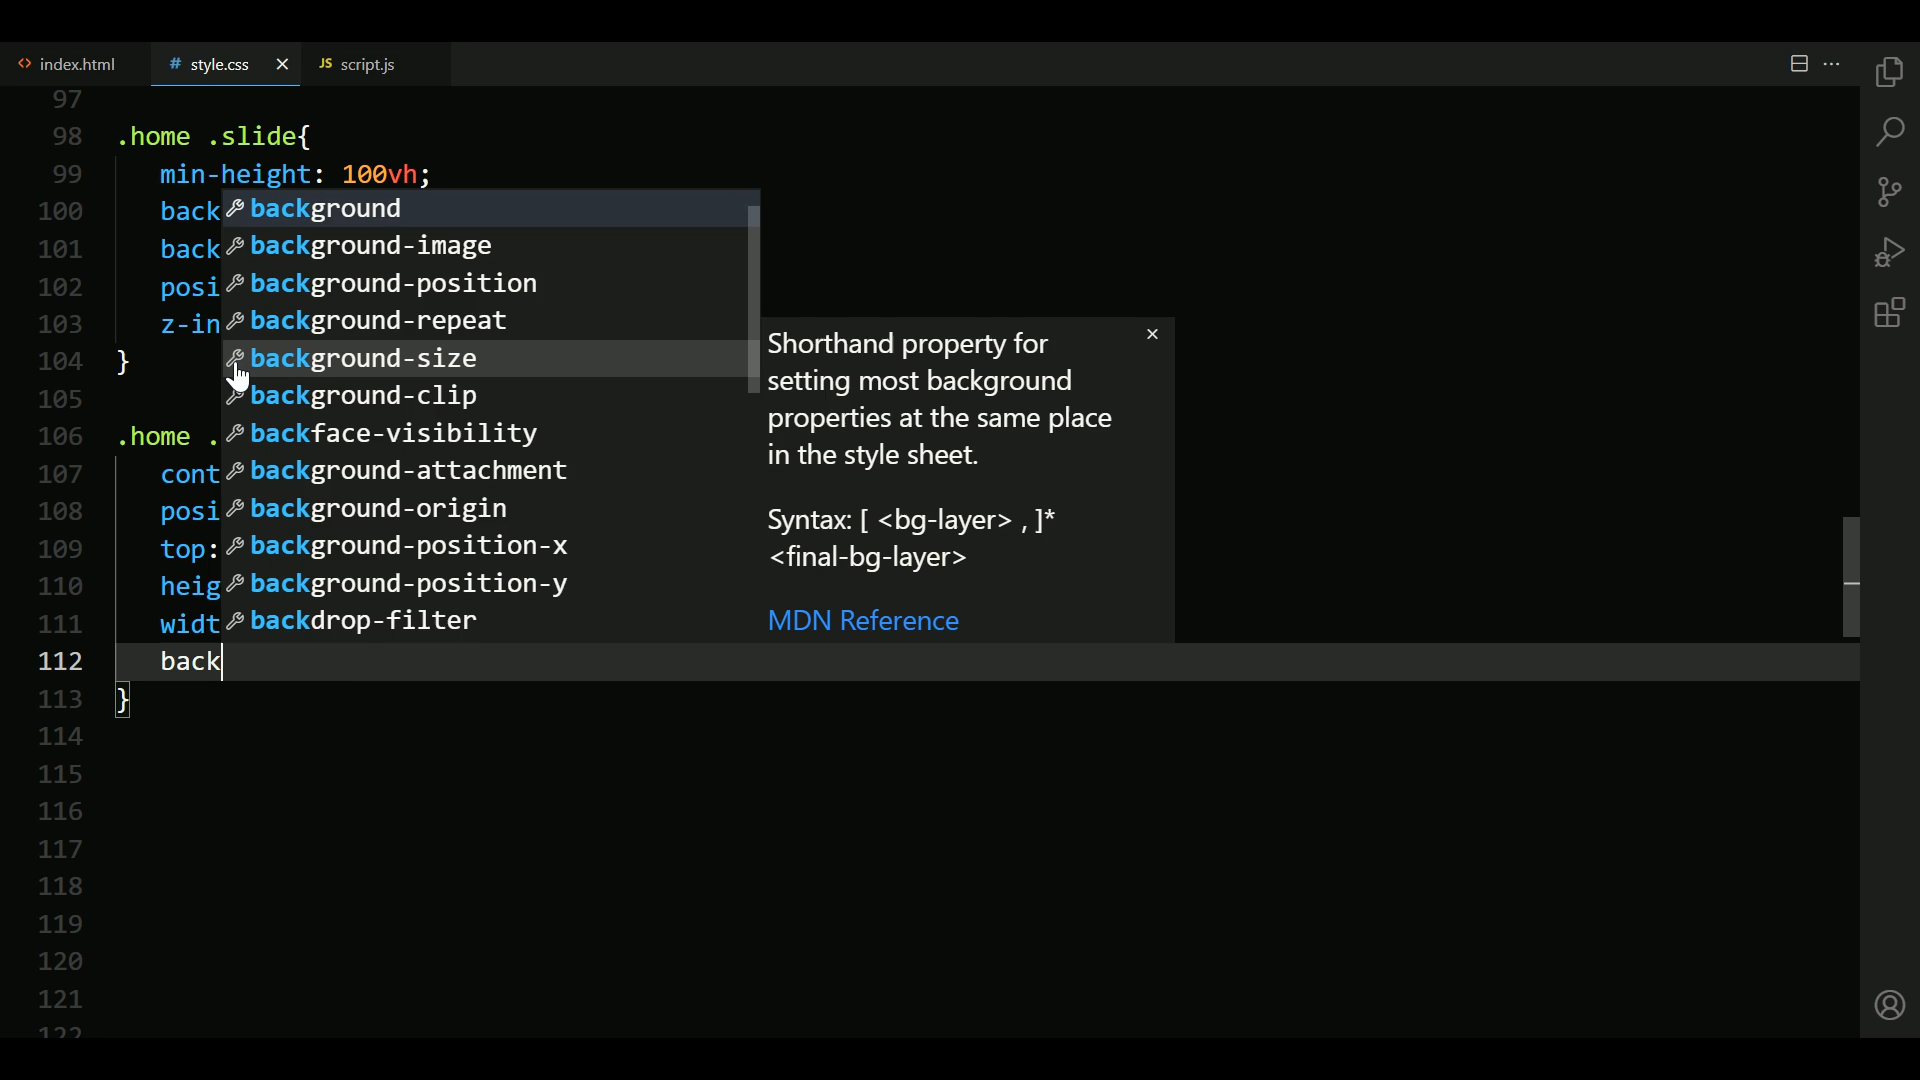 index.html
# style.css
JS script.js
97
98 .home .slide{
99 min-height: 100vh;
100 back
101 back
102 posi
103 z-in
104 }
105
106 .home .
107 cont
108 posi
109 top:
110 heig
111 widt
112 back
113 }
114
115
116
117
118
119
120
121
122
background
background-image
background-position
background-repeat
background-size
background-clip
backface-visibility
background-attachment
background-origin
background-position-x
background-position-y
backdrop-filter
Shorthand property for
setting most background
properties at the same place
in the style sheet.
Syntax: [ <bg-layer> , ]*
<final-bg-layer>
MDN Reference